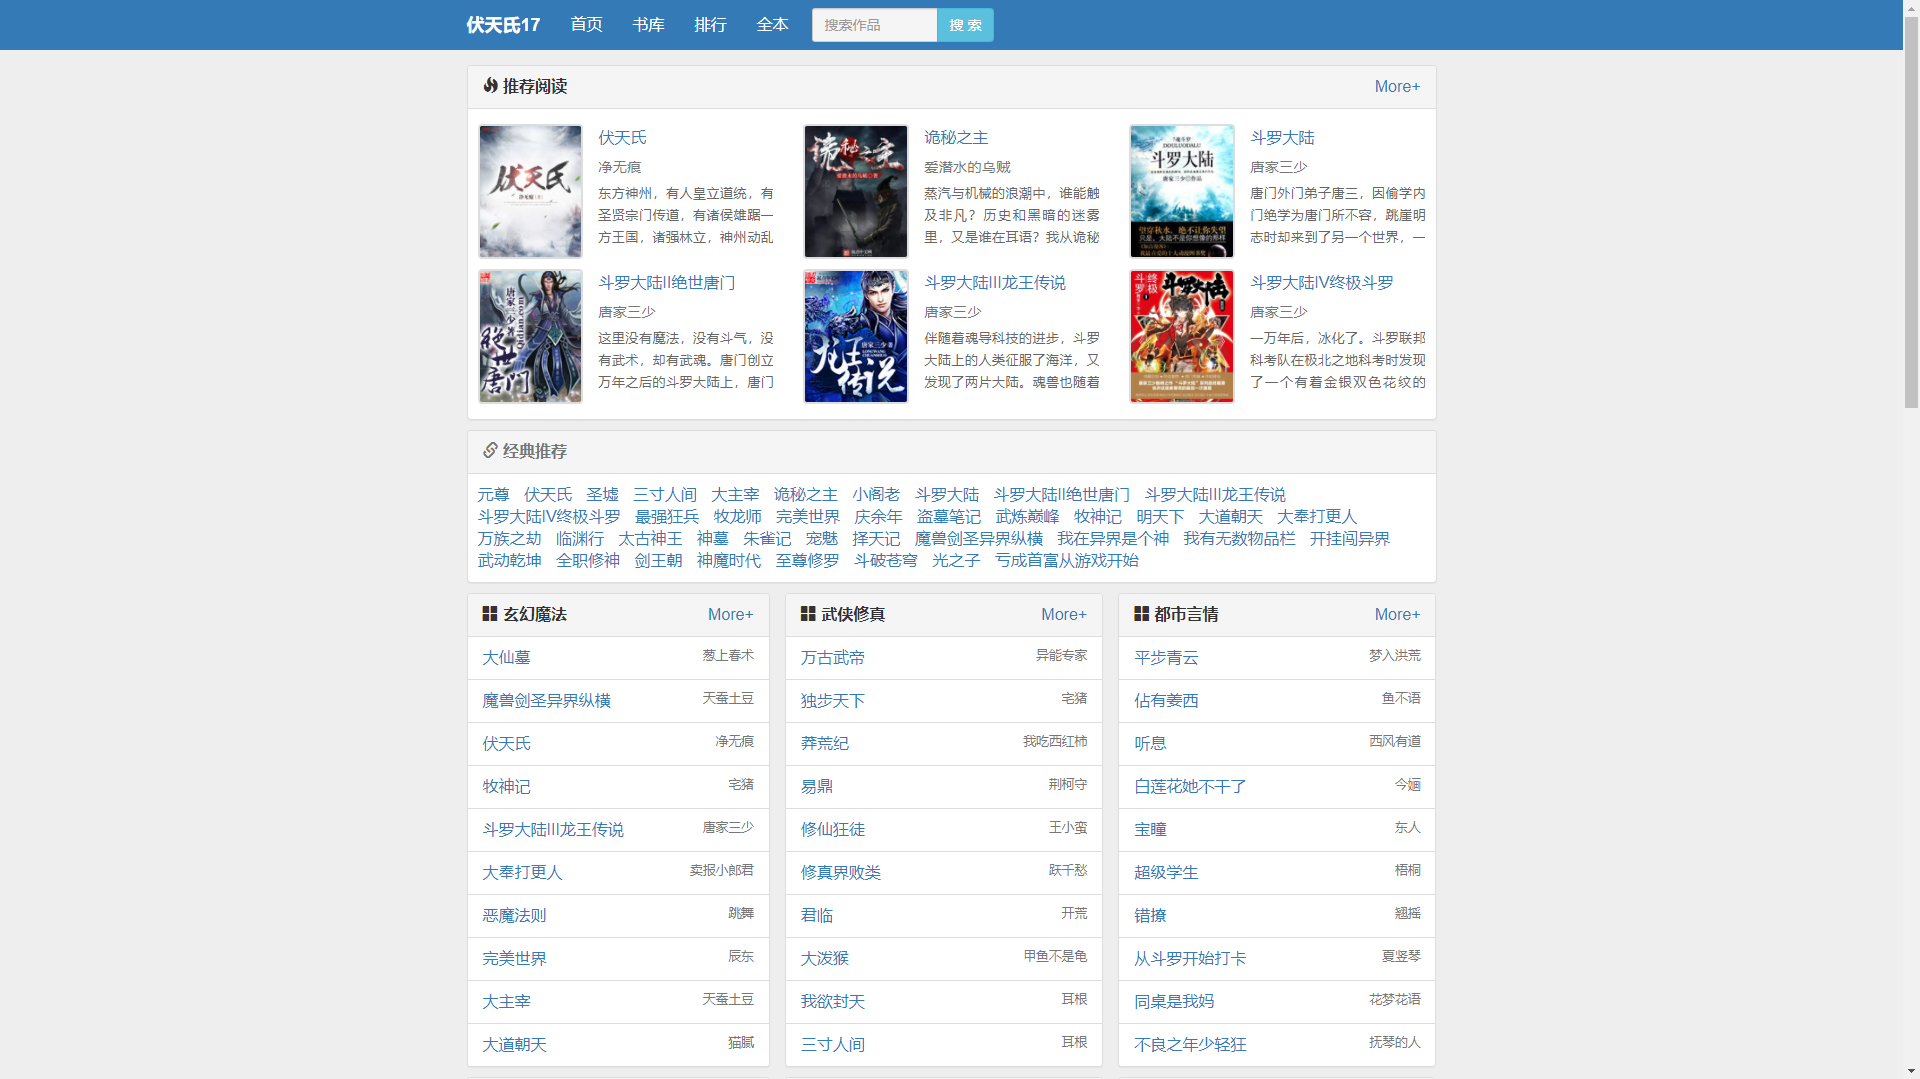 伏天氏17 首页 书库 排行 全本 搜索作品 搜 索
推荐阅读 More+
伏天氏
净无痕
东方神州，有人皇立道统，有
圣贤宗门传道，有诸侯雄踞一
方王国，诸强林立，神州动乱
诡秘之主
爱潜水的乌贼
蒸汽与机械的浪潮中，谁能触
及非凡？历史和黑暗的迷雾
里，又是谁在耳语？我从诡秘
斗罗大陆
唐家三少
唐门外门弟子唐三，因偷学内
门绝学为唐门所不容，跳崖明
志时却来到了另一个世界，一
斗罗大陆II绝世唐门
唐家三少
这里没有魔法，没有斗气，没
有武术，却有武魂。唐门创立
万年之后的斗罗大陆上，唐门
斗罗大陆III龙王传说
唐家三少
伴随着魂导科技的进步，斗罗
大陆上的人类征服了海洋，又
发现了两片大陆。魂兽也随着
斗罗大陆IV终极斗罗
唐家三少
一万年后，冰化了。斗罗联邦
科考队在极北之地科考时发现
了一个有着金银双色花纹的
经典推荐
元尊 伏天氏 圣墟 三寸人间 大主宰 诡秘之主 小阁老 斗罗大陆 斗罗大陆II绝世唐门 斗罗大陆III龙王传说
斗罗大陆IV终极斗罗 最强狂兵 牧龙师 完美世界 庆余年 盗墓笔记 武炼巅峰 牧神记 明天下 大道朝天 大奉打更人
万族之劫 临渊行 太古神王 神墓 朱雀记 宠魅 择天记 魔兽剑圣异界纵横 我在异界是个神 我有无数物品栏 开挂闯异界
武动乾坤 全职修神 剑王朝 神魔时代 至尊修罗 斗破苍穹 光之子 亏成首富从游戏开始
玄幻魔法 More+
大仙墓 葱上春术
魔兽剑圣异界纵横 天蚕土豆
伏天氏 净无痕
牧神记 宅猪
斗罗大陆III龙王传说 唐家三少
大奉打更人 卖报小郎君
恶魔法则 跳舞
完美世界 辰东
大主宰 天蚕土豆
大道朝天 猫腻
武侠修真 More+
万古武帝 异能专家
独步天下 宅猪
莽荒纪 我吃西红柿
易鼎 荆柯守
修仙狂徒 王小蛮
修真界败类 跃千愁
君临 开荒
大泼猴 甲鱼不是龟
我欲封天 耳根
三寸人间 耳根
都市言情 More+
平步青云 梦入洪荒
佔有姜西 鱼不语
听息 西风有道
白莲花她不干了 今婳
宝瞳 东人
超级学生 梧桐
错撩 翘摇
从斗罗开始打卡 夏竖琴
同桌是我妈 花梦花语
不良之年少轻狂 抚琴的人